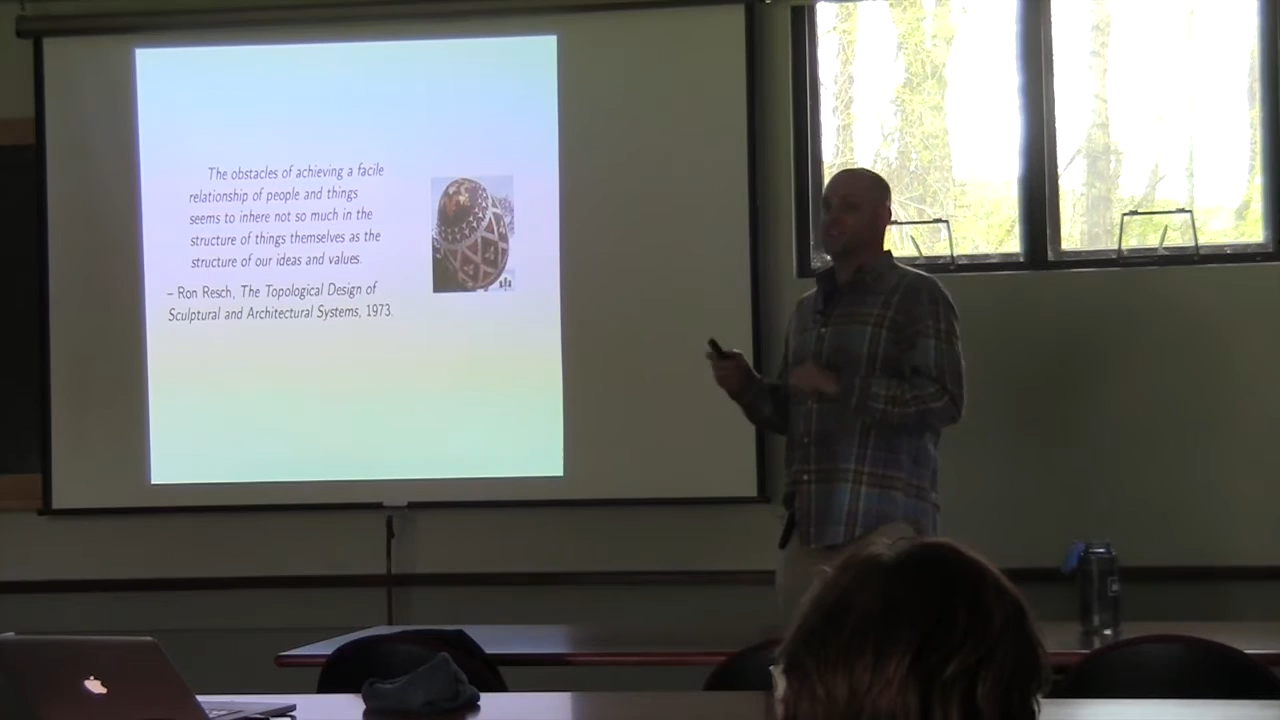 The obstacles of achieving a facile
relationship of people and things
seems to inhere not so much in the
structure of things themselves as the
structure of our ideas and values.
– Ron Resch, The Topological Design of
Sculptural and Architectural Systems, 1973.